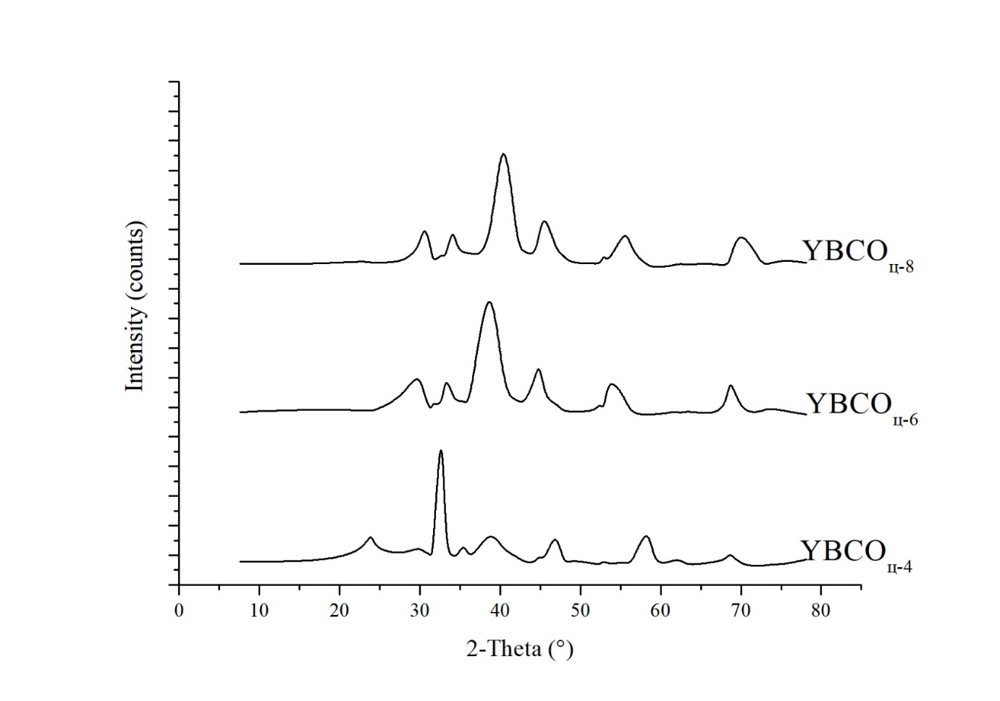 YBCOц-8
Intensity (counts)
YBCOц-6
YBCOц-4
0 10 20 30 40 50 60 70 80
2-Theta (°)